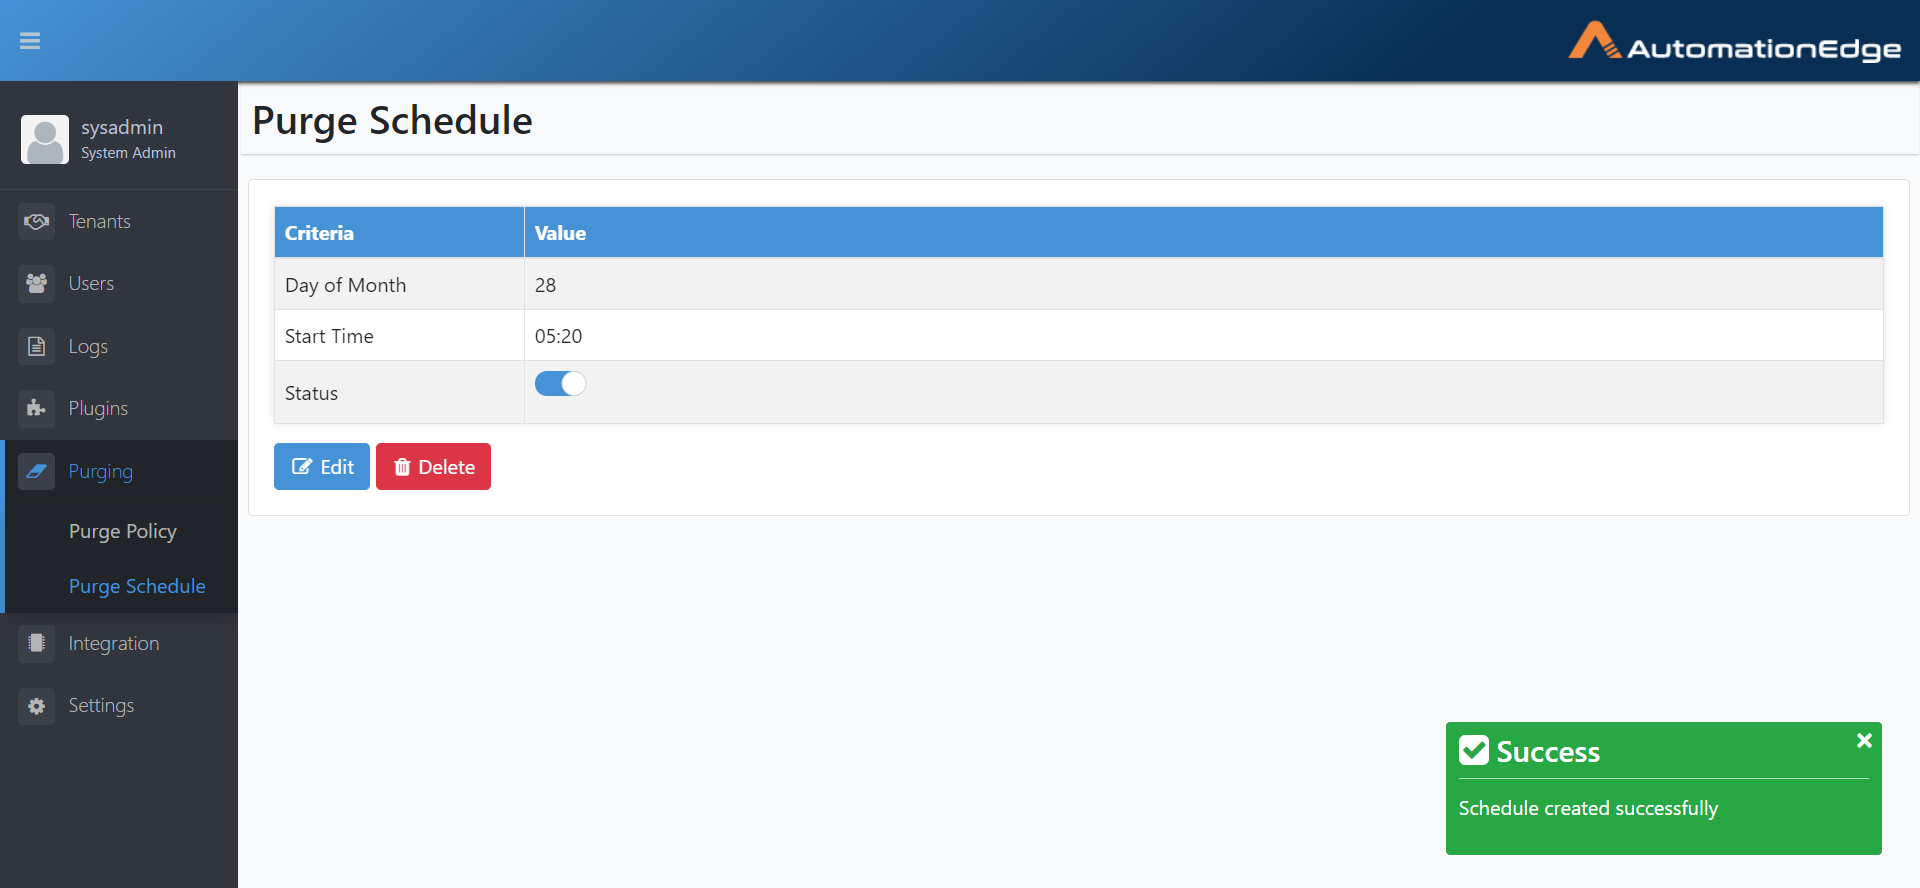 AutomationEdge
sysadmin
System Admin
Tenants
Users
Logs
Plugins
Purging
Purge Policy
Purge Schedule
Integration
Settings
Purge Schedule
Criteria Value
Day of Month 28
Start Time 05:20
Status
Edit Delete
Success
Schedule created successfully